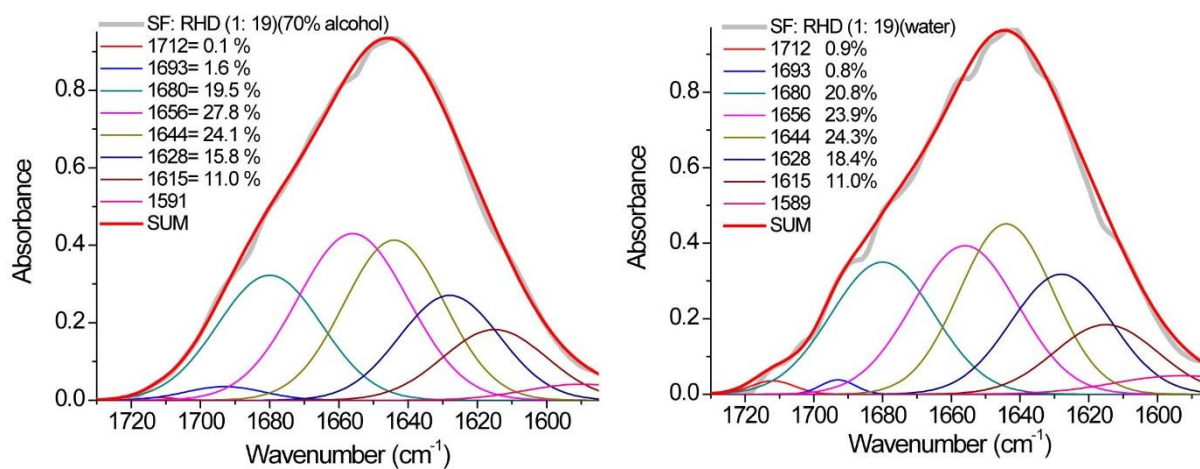 SF: RHD (1: 19)(70% alcohol)
1712= 0.1 %
1693= 1.6 %
1680= 19.5 %
1656= 27.8 %
1644= 24.1 %
1628= 15.8 %
1615= 11.0 %
1591
SUM
0.8
0.6
0.4
0.2
0.0
Absorbance
1720 1700 1680 1660 1640 1620 1600
Wavenumber (cm⁻¹)
SF: RHD (1: 19)(water)
1712 0.9%
1693 0.8%
1680 20.8%
1656 23.9%
1644 24.3%
1628 18.4%
1615 11.0%
1589
SUM
0.8
0.6
0.4
0.2
0.0
Absorbance
1720 1700 1680 1660 1640 1620 1600
Wavenumber (cm⁻¹)